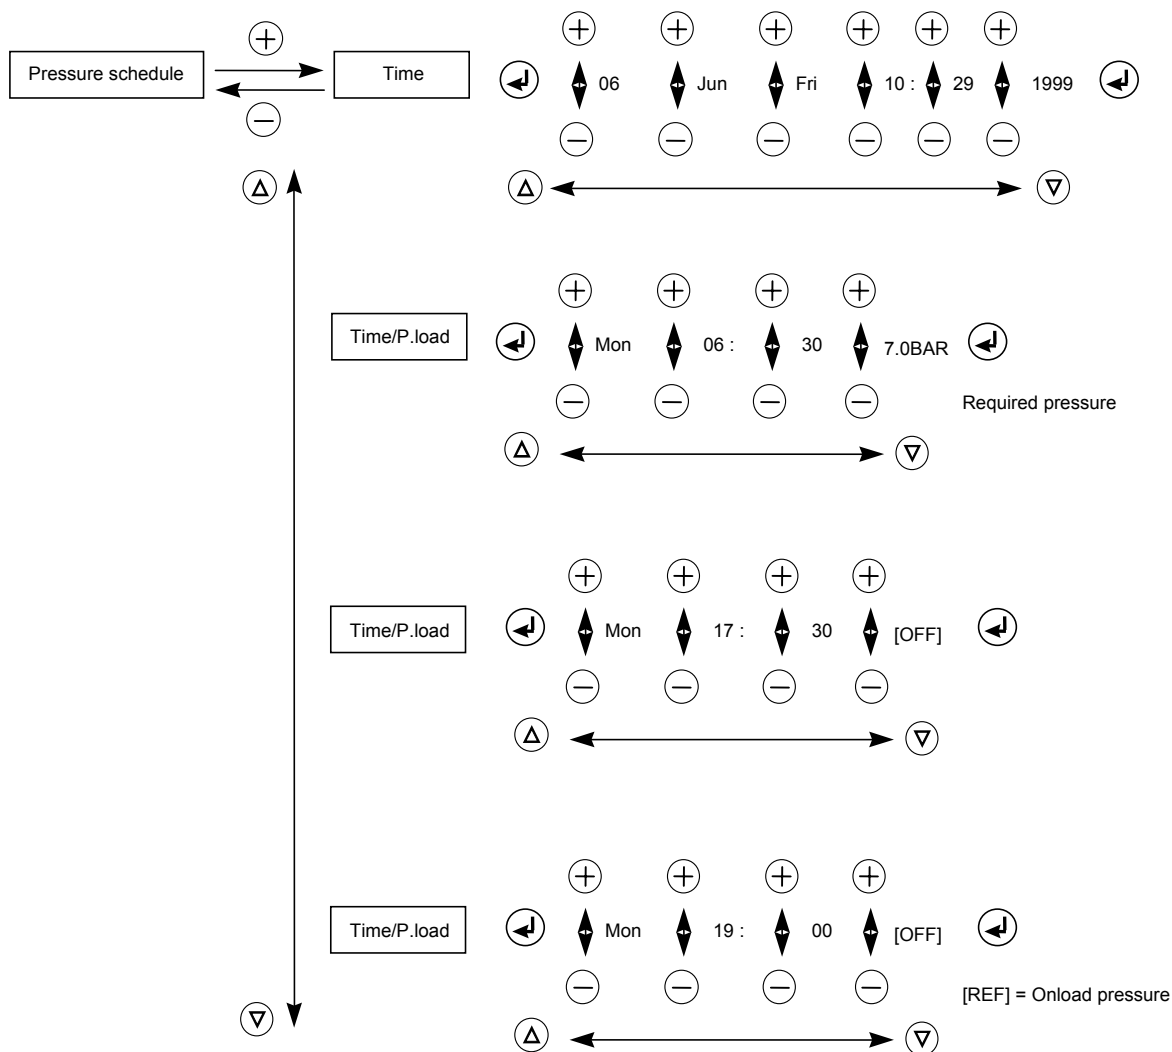 Pressure schedule
Time
06 Jun Fri 10 : 29 1999
Time/P.load
Mon 06 : 30 7.0BAR
Required pressure
Time/P.load
Mon 17 : 30 [OFF]
Time/P.load
Mon 19 : 00 [OFF]
[REF] = Onload pressure